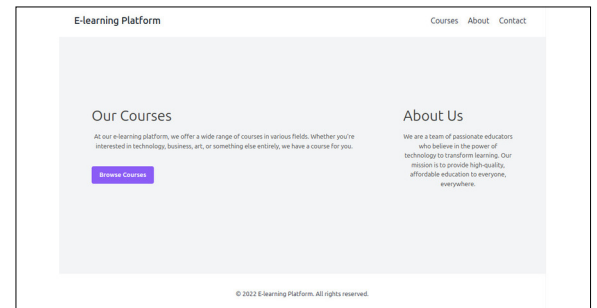 E-learning Platform
Courses About Contact
Our Courses
At our e-learning platform, we offer a wide range of courses in various fields. Whether you're
interested in technology, business, art, or something else entirely, we have a course for you.
Browse Courses
About Us
We are a team of passionate educators
who believe in the power of
technology to transform learning. Our
mission is to provide high-quality,
affordable education to everyone,
everywhere.
© 2022 E-learning Platform. All rights reserved.